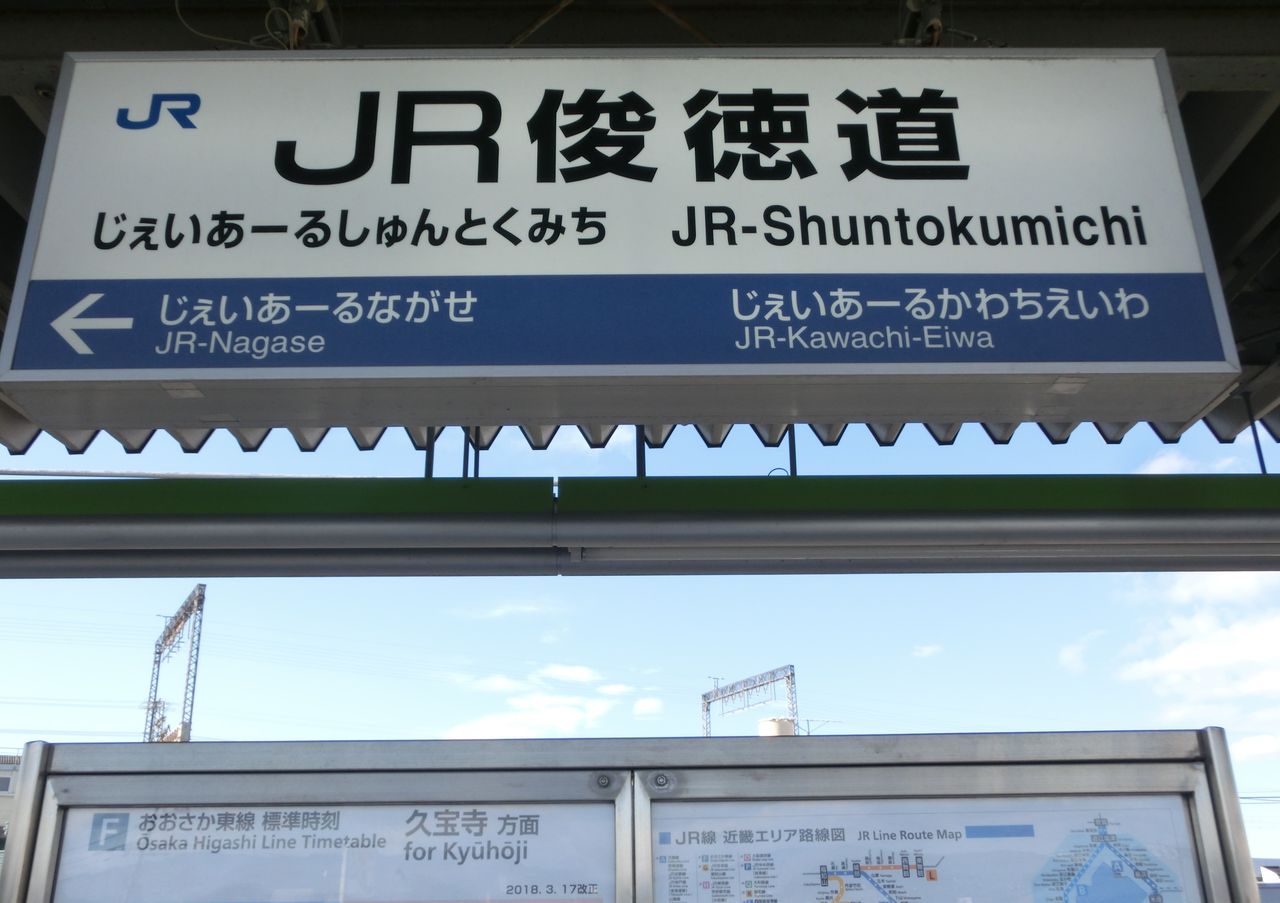 JR
JR俊徳道
じぇいあーるしゅんとくみち JR-Shuntokumichi
じぇいあーるながせ じぇいあーるかわちえいわ
JR-Nagase JR-Kawachi-Eiwa
F おおさか東線 標準時刻 久宝寺 方面
Ōsaka Higashi Line Timetable for Kyūhōji
2018. 3. 17改正
JR線 近畿エリア路線図 JR Line Route Map